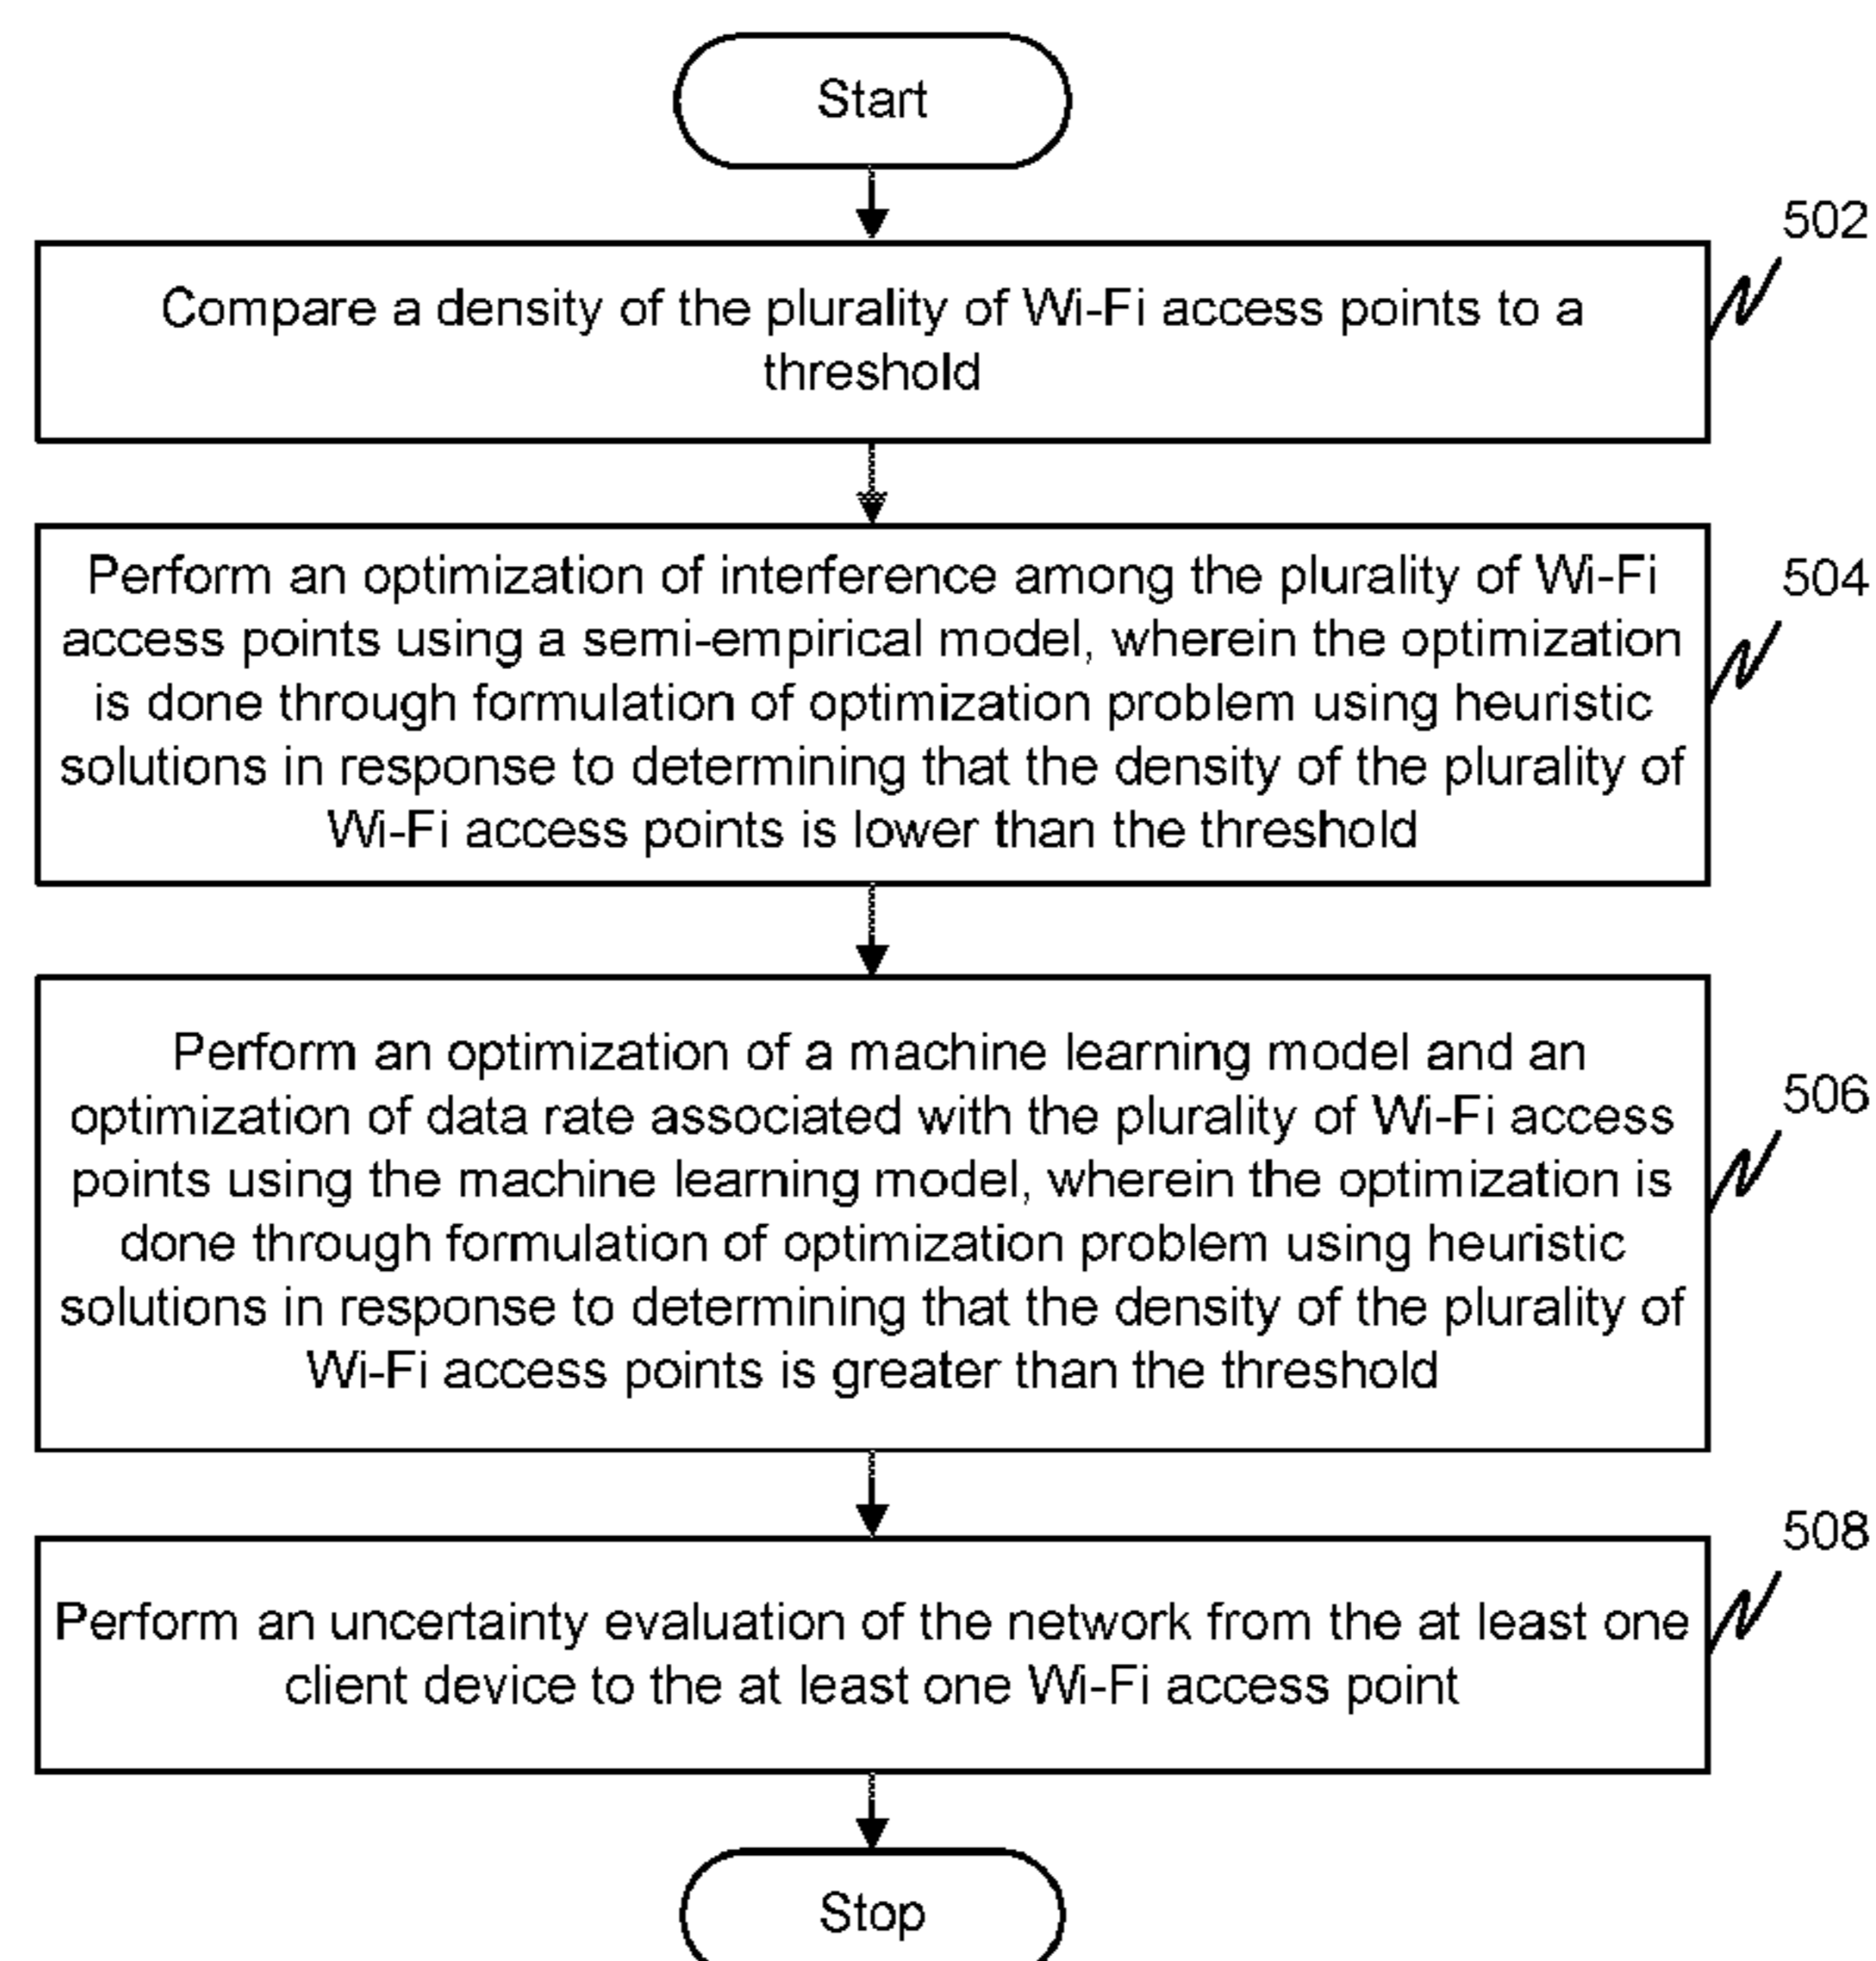 Start
502
Compare a density of the plurality of Wi-Fi access points to a
threshold
504
Perform an optimization of interference among the plurality of Wi-Fi
access points using a semi-empirical model, wherein the optimization
is done through formulation of optimization problem using heuristic
solutions in response to determining that the density of the plurality of
Wi-Fi access points is lower than the threshold
506
Perform an optimization of a machine learning model and an
optimization of data rate associated with the plurality of Wi-Fi access
points using the machine learning model, wherein the optimization is
done through formulation of optimization problem using heuristic
solutions in response to determining that the density of the plurality of
Wi-Fi access points is greater than the threshold
508
Perform an uncertainty evaluation of the network from the at least one
client device to the at least one Wi-Fi access point
Stop